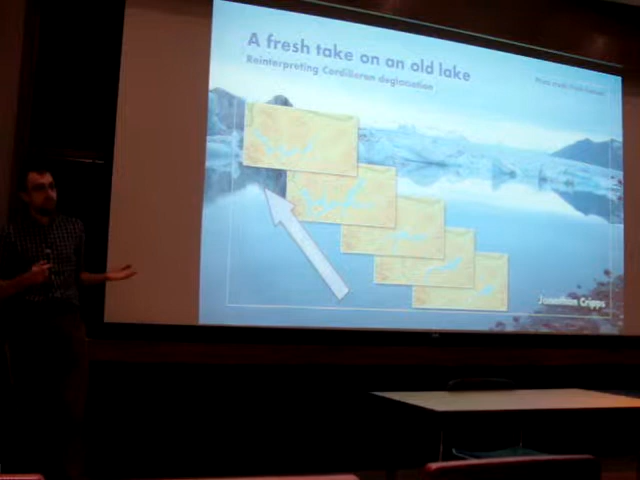 A fresh take on an old lake
Reinterpreting Cordilleran deglaciation
Jonathan Cripps